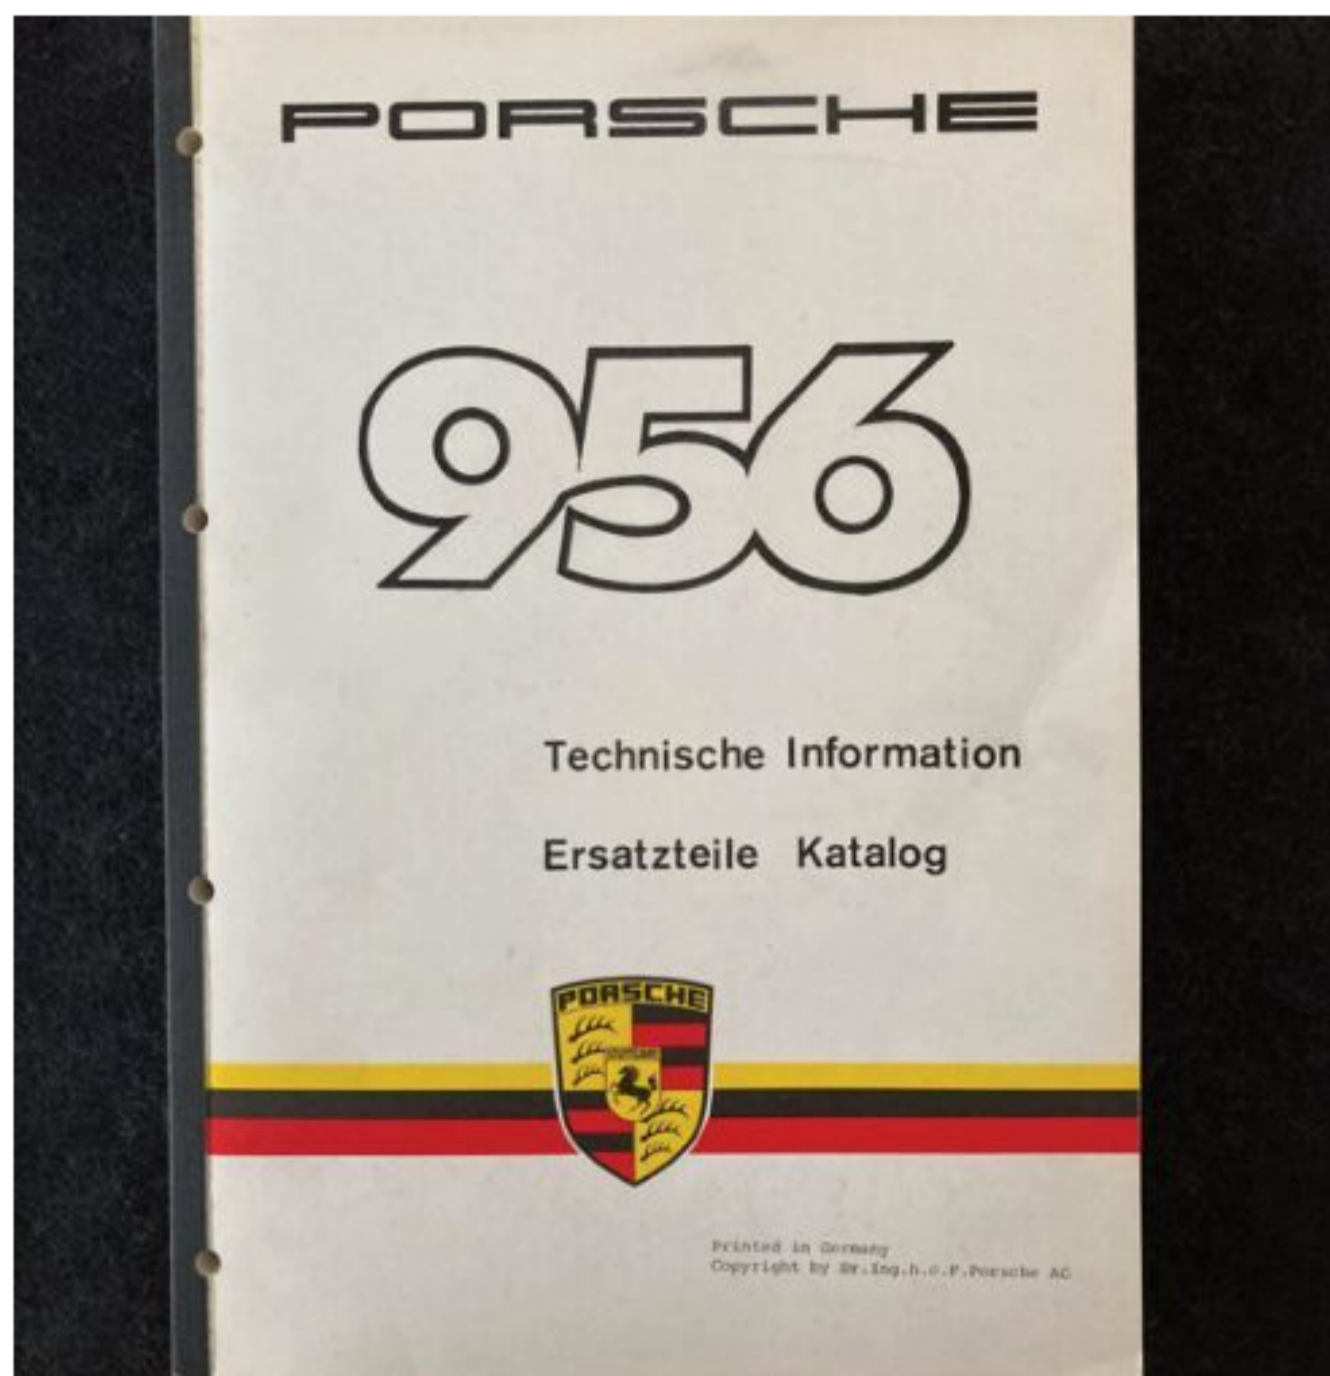 PORSCHE
956
Technische Information
Ersatzteile Katalog
PORSCHE
Printed in Germany
Copyright by Dr.Ing.h.c.F.Porsche AG